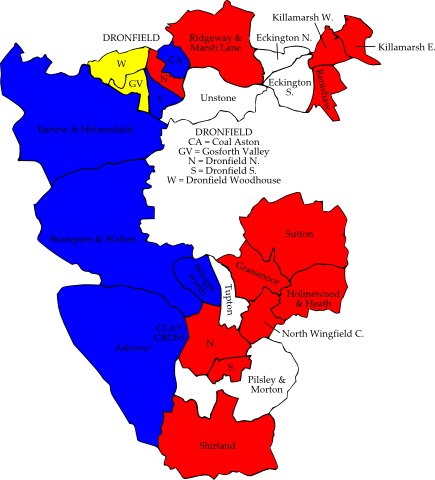 Killamarsh W.
DRONFIELD
Ridgeway &
Marsh Lane
Eckington N.
Killamarsh E.
W
CA
GV
N.
S.
Eckington
S.
Renishaw
Unstone
Barlow & Holmesfield
DRONFIELD
CA = Coal Aston
GV = Gosforth Valley
N = Dronfield N.
S = Dronfield S.
W = Dronfield Woodhouse
Brampton & Walton
Sutton
Grassmoor
Tupton
Holmewood
& Heath
CLAY
CROSS
North Wingfield C.
Ashover
N.
S.
Pilsley &
Morton
Shirland